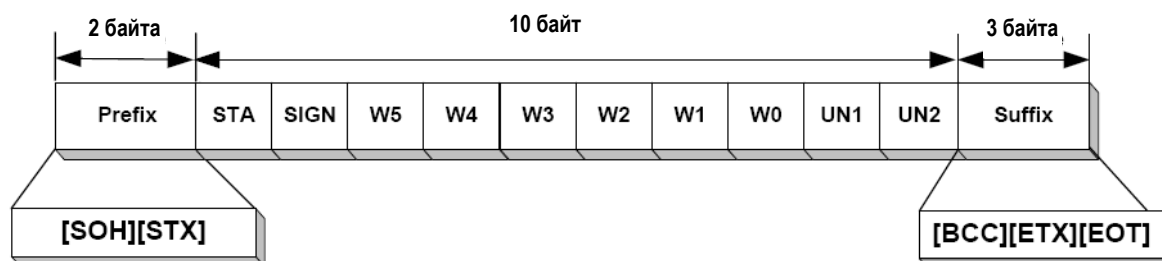 2 байта 10 байт 3 байта
Prefix STA SIGN W5 W4 W3 W2 W1 W0 UN1 UN2 Suffix
[SOH][STX] [BCC][ETX][EOT]